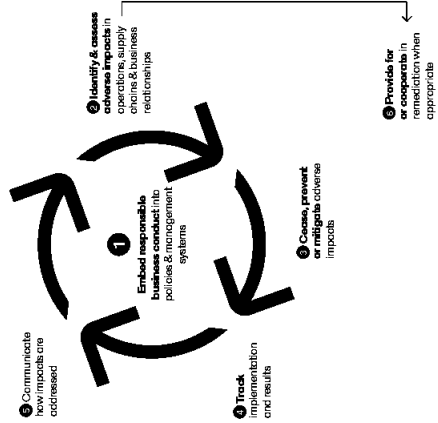 1
Embed responsible
business conduct into
policies & management
systems
2 Identify & assess
adverse impacts in
operations, supply
chains & business
relationships
3 Cease, prevent
or mitigate adverse
impacts
4 Track
implementation
and results
5 Communicate
how impacts are
addressed
6 Provide for
or cooperate in
remediation when
appropriate